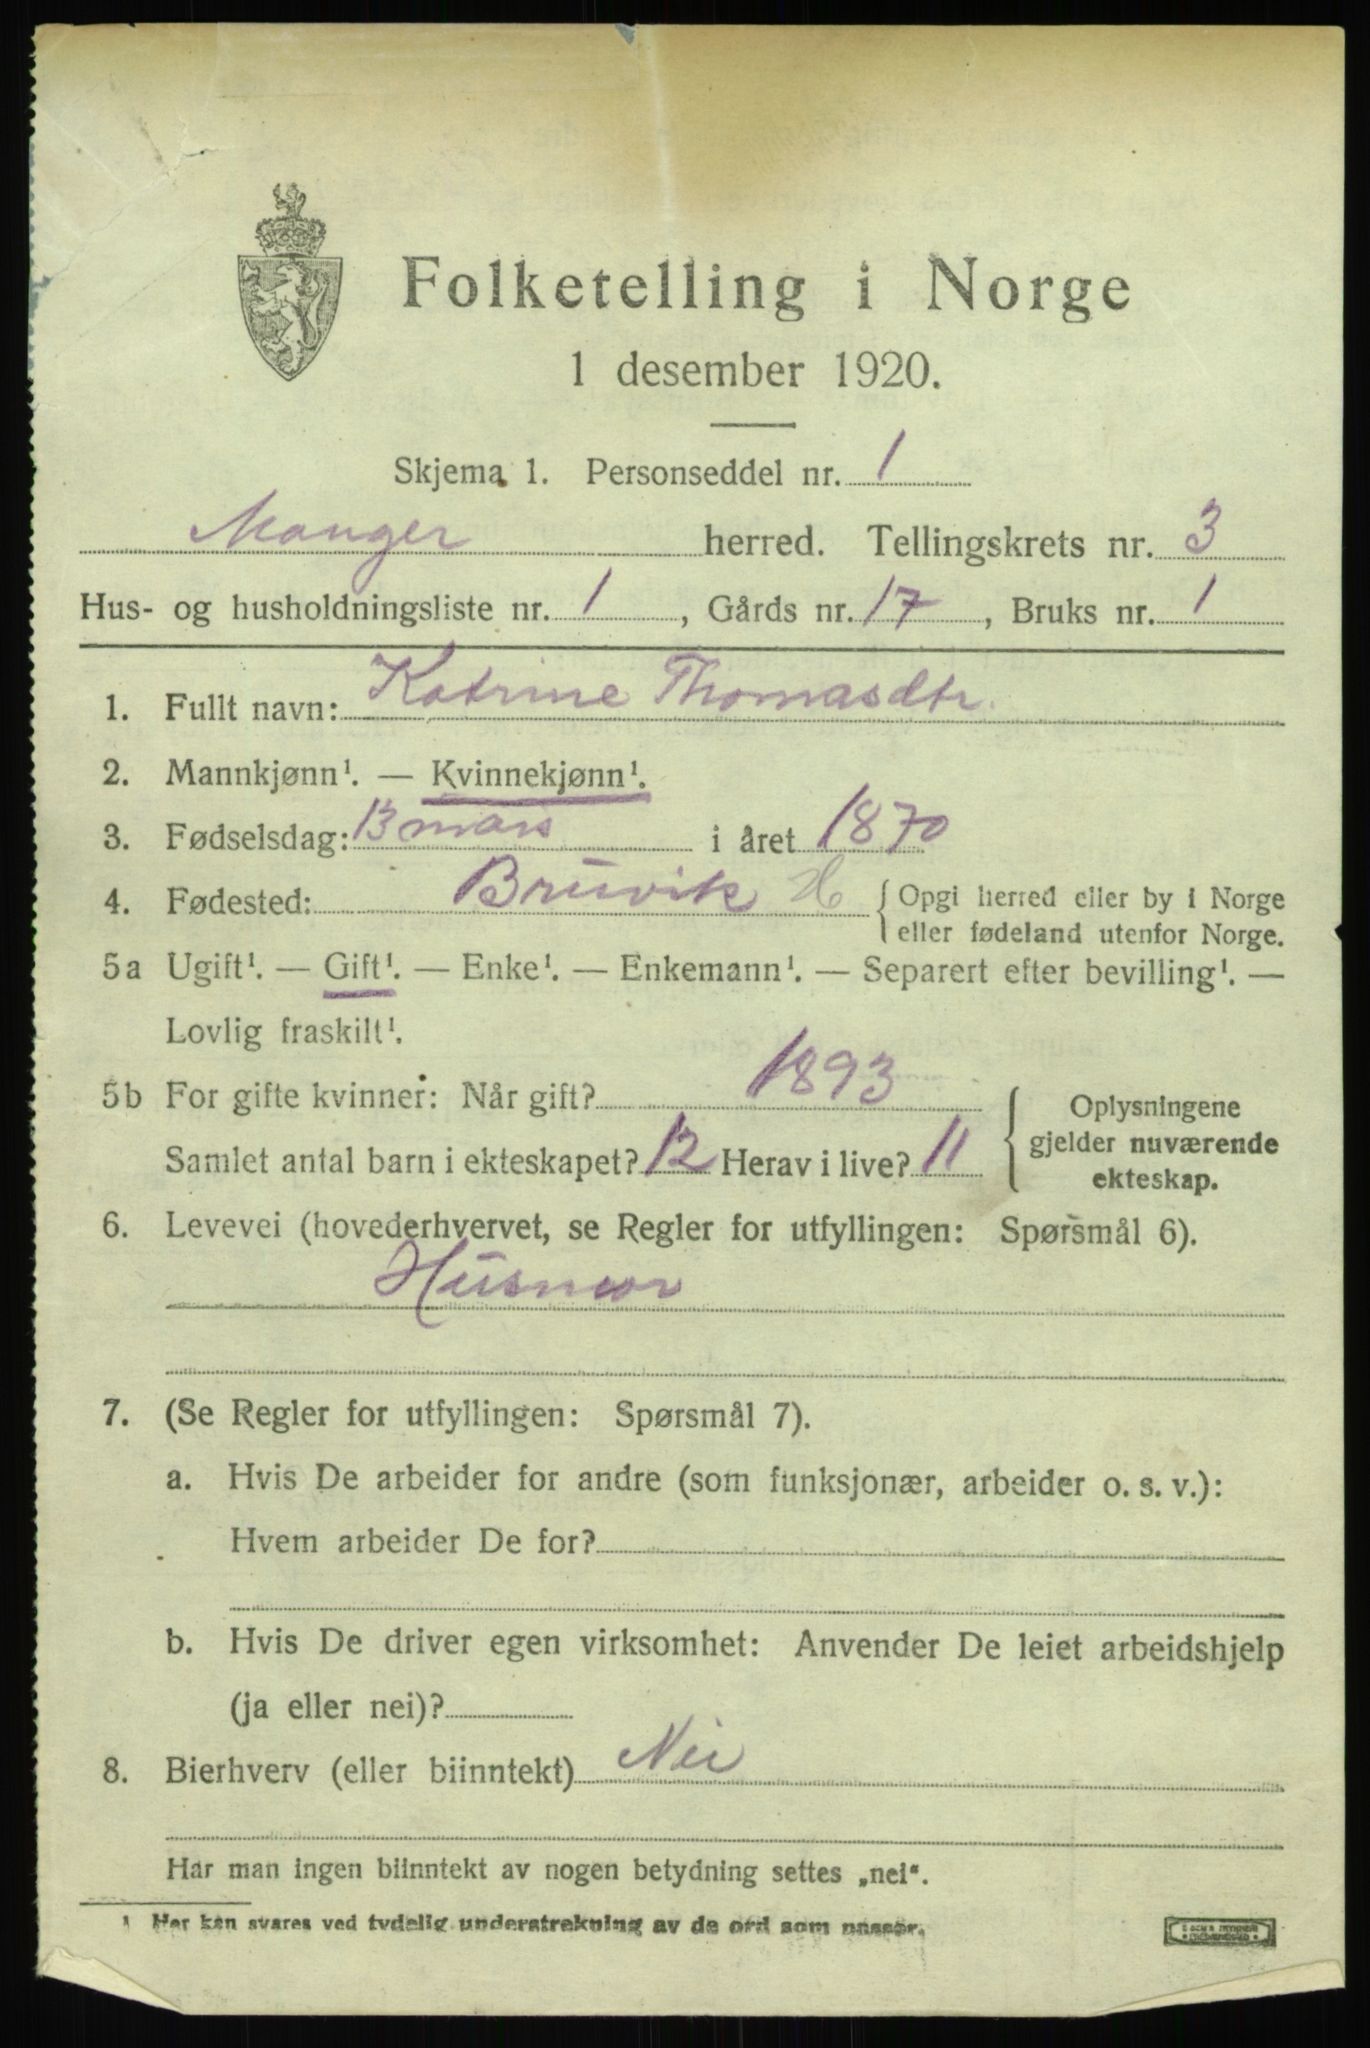 Folketelling i Norge
1 desember 1920.
Skjema 1. Personseddel nr. 1
Manger herred. Tellingskrets nr. 3
Hus- og husholdningsliste nr. 1, Gårds nr. 17, Bruks nr. 1
1. Fullt navn: Katrine Thomasdtr.
2. Mannkjønn¹. — Kvinnekjønn¹.
3. Fødselsdag: 13 mars i året 1870
4. Fødested: Bruvik H { Opgi herred eller by i Norge
eller fødeland utenfor Norge.
5a Ugift¹. — Gift¹. — Enke¹. — Enkemann¹. — Separert efter bevilling¹. —
Lovlig fraskilt¹.
5b For gifte kvinner: Når gift? 1893
Samlet antal barn i ekteskapet? 12 Herav i live? 11
{ Oplysningene
gjelder nuværende
ekteskap.
6. Levevei (hovederhvervet, se Regler for utfyllingen: Spørsmål 6).
Husmor
7. (Se Regler for utfyllingen: Spørsmål 7).
a. Hvis De arbeider for andre (som funksjonær, arbeider o. s. v.):
Hvem arbeider De for?
b. Hvis De driver egen virksomhet: Anvender De leiet arbeidshjelp
(ja eller nei)?
8. Bierhverv (eller biinntekt) Nei
Har man ingen biinntekt av nogen betydning settes „nei“.
¹ Her kan svares ved tydelig understrekning av de ord som passer.